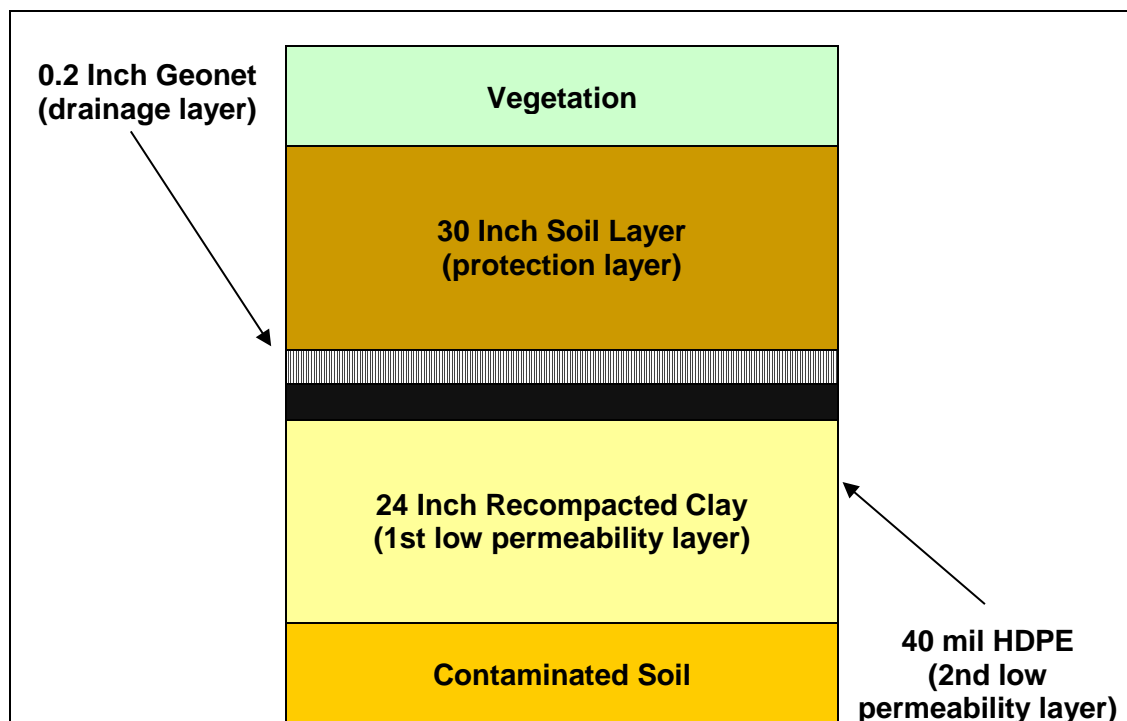 0.2 Inch Geonet
(drainage layer)
Vegetation
30 Inch Soil Layer
(protection layer)
24 Inch Recompacted Clay
(1st low permeability layer)
40 mil HDPE
(2nd low
permeability layer)
Contaminated Soil